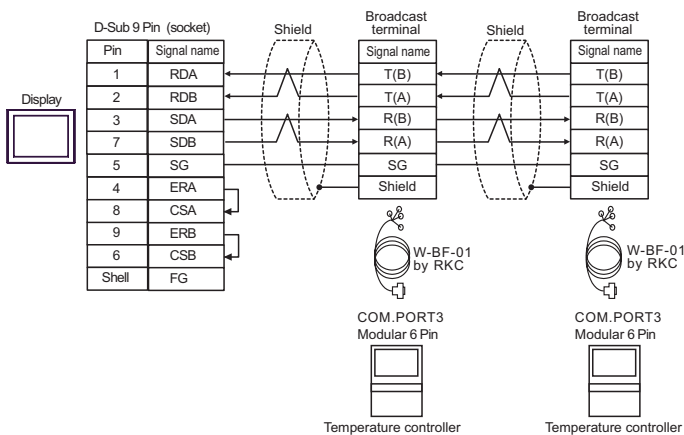 D-Sub 9 Pin (socket)
Shield
Broadcast
terminal
Shield
Broadcast
terminal
Pin Signal name
Signal name
Signal name
1 RDA
T(B)
T(B)
Display
2 RDB
T(A)
T(A)
3 SDA
R(B)
R(B)
7 SDB
R(A)
R(A)
5 SG
SG
SG
4 ERA
Shield
Shield
8 CSA
9 ERB
6 CSB
Shell FG
W-BF-01
by RKC
W-BF-01
by RKC
COM.PORT3
Modular 6 Pin
COM.PORT3
Modular 6 Pin
Temperature controller
Temperature controller